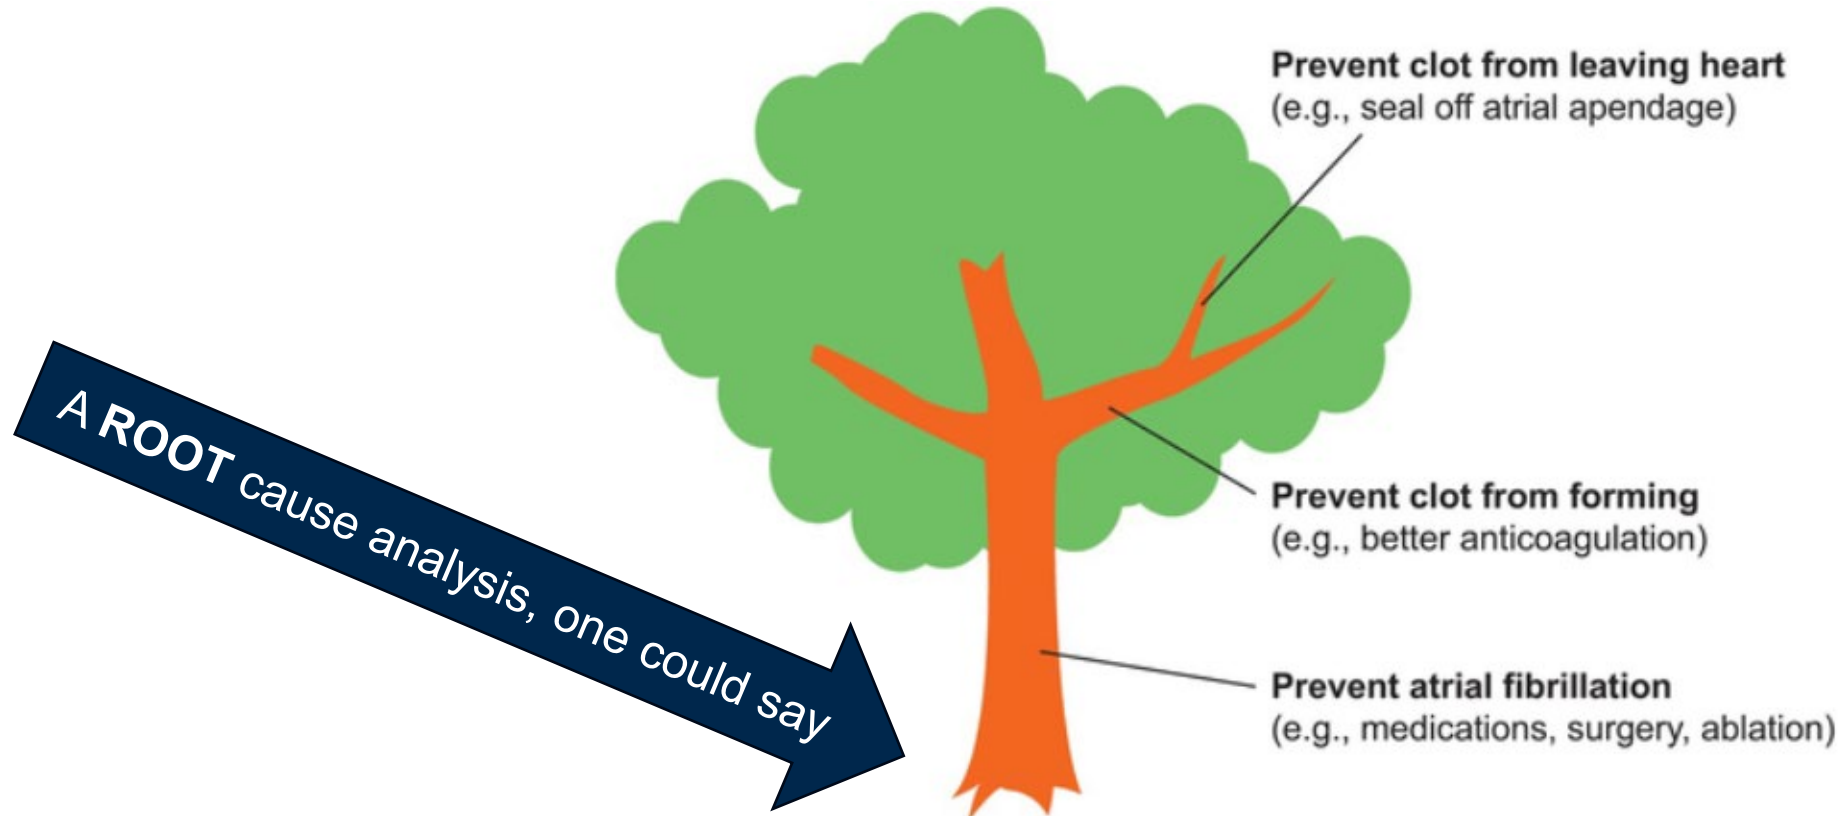 Prevent clot from leaving heart
(e.g., seal off atrial apendage)
A ROOT cause analysis, one could say
Prevent clot from forming
(e.g., better anticoagulation)
Prevent atrial fibrillation
(e.g., medications, surgery, ablation)